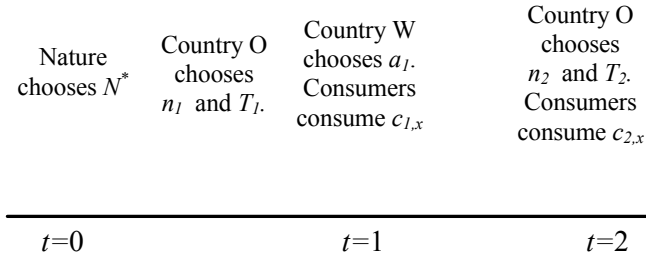 Nature
chooses N*
Country O
chooses
n1 and T1.
Country W
chooses a1.
Consumers
consume c1,x
Country O
chooses
n2 and T2.
Consumers
consume c2,x
t=0
t=1
t=2